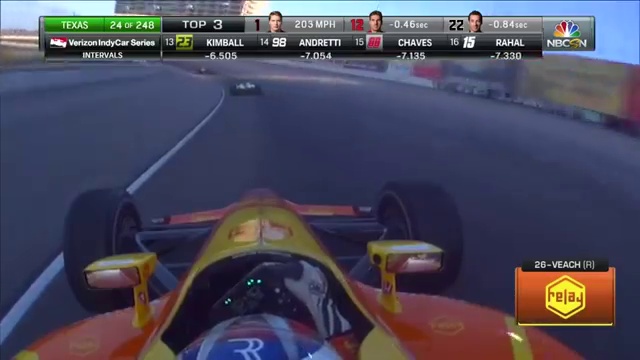 TEXAS 24 OF 248 TOP 3 1 203 MPH 12 -0.46sec 22 -0.84sec
Verizon IndyCar Series 13 23 KIMBALL 14 98 ANDRETTI 15 88 CHAVES 16 15 RAHAL NBCSN
INTERVALS -6.505 -7.054 -7.135 -7.330
26-VEACH (R)
relay